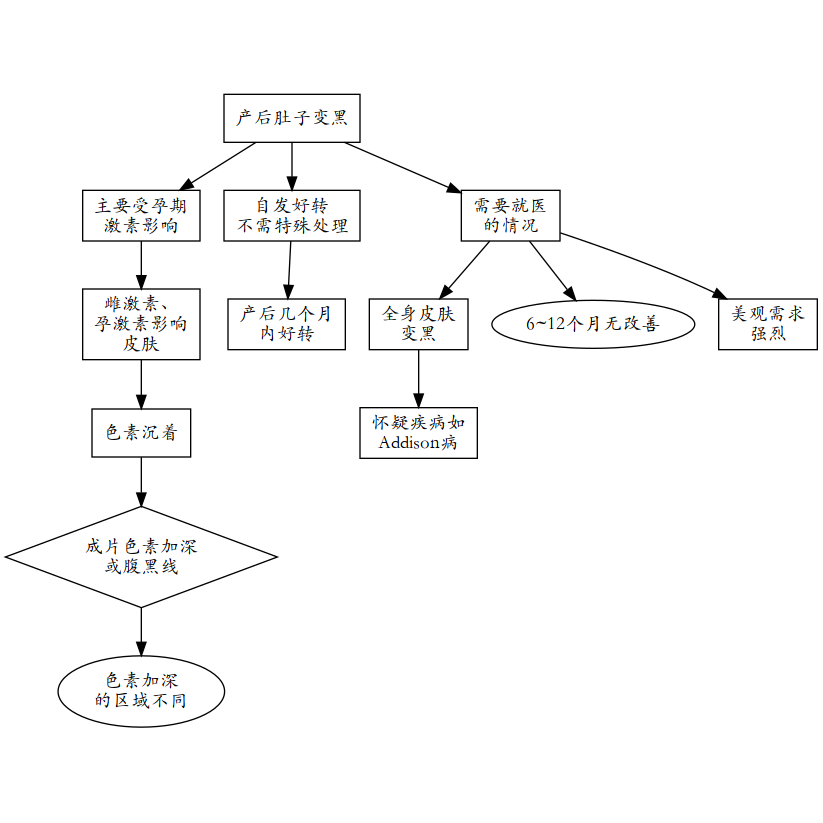 产后肚子变黑
主要受孕期
激素影响
自发好转
不需特殊处理
需要就医
的情况
雌激素、
孕激素影响
皮肤
产后几个月
内好转
全身皮肤
变黑
6~12个月无改善
美观需求
强烈
色素沉着
怀疑疾病如
Addison病
成片色素加深
或腹黑线
色素加深
的区域不同